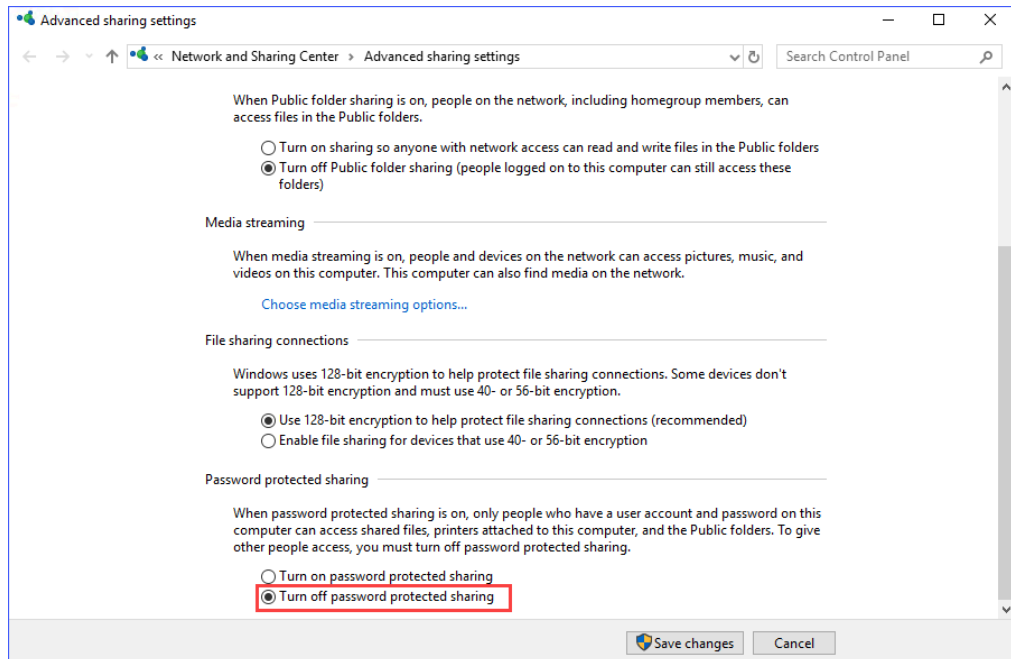 Advanced sharing settings
« Network and Sharing Center › Advanced sharing settings
Search Control Panel
When Public folder sharing is on, people on the network, including homegroup members, can
access files in the Public folders.
Turn on sharing so anyone with network access can read and write files in the Public folders
Turn off Public folder sharing (people logged on to this computer can still access these
folders)
Media streaming
When media streaming is on, people and devices on the network can access pictures, music, and
videos on this computer. This computer can also find media on the network.
Choose media streaming options...
File sharing connections
Windows uses 128-bit encryption to help protect file sharing connections. Some devices don't
support 128-bit encryption and must use 40- or 56-bit encryption.
Use 128-bit encryption to help protect file sharing connections (recommended)
Enable file sharing for devices that use 40- or 56-bit encryption
Password protected sharing
When password protected sharing is on, only people who have a user account and password on this
computer can access shared files, printers attached to this computer, and the Public folders. To give
other people access, you must turn off password protected sharing.
Turn on password protected sharing
Turn off password protected sharing
Save changes
Cancel